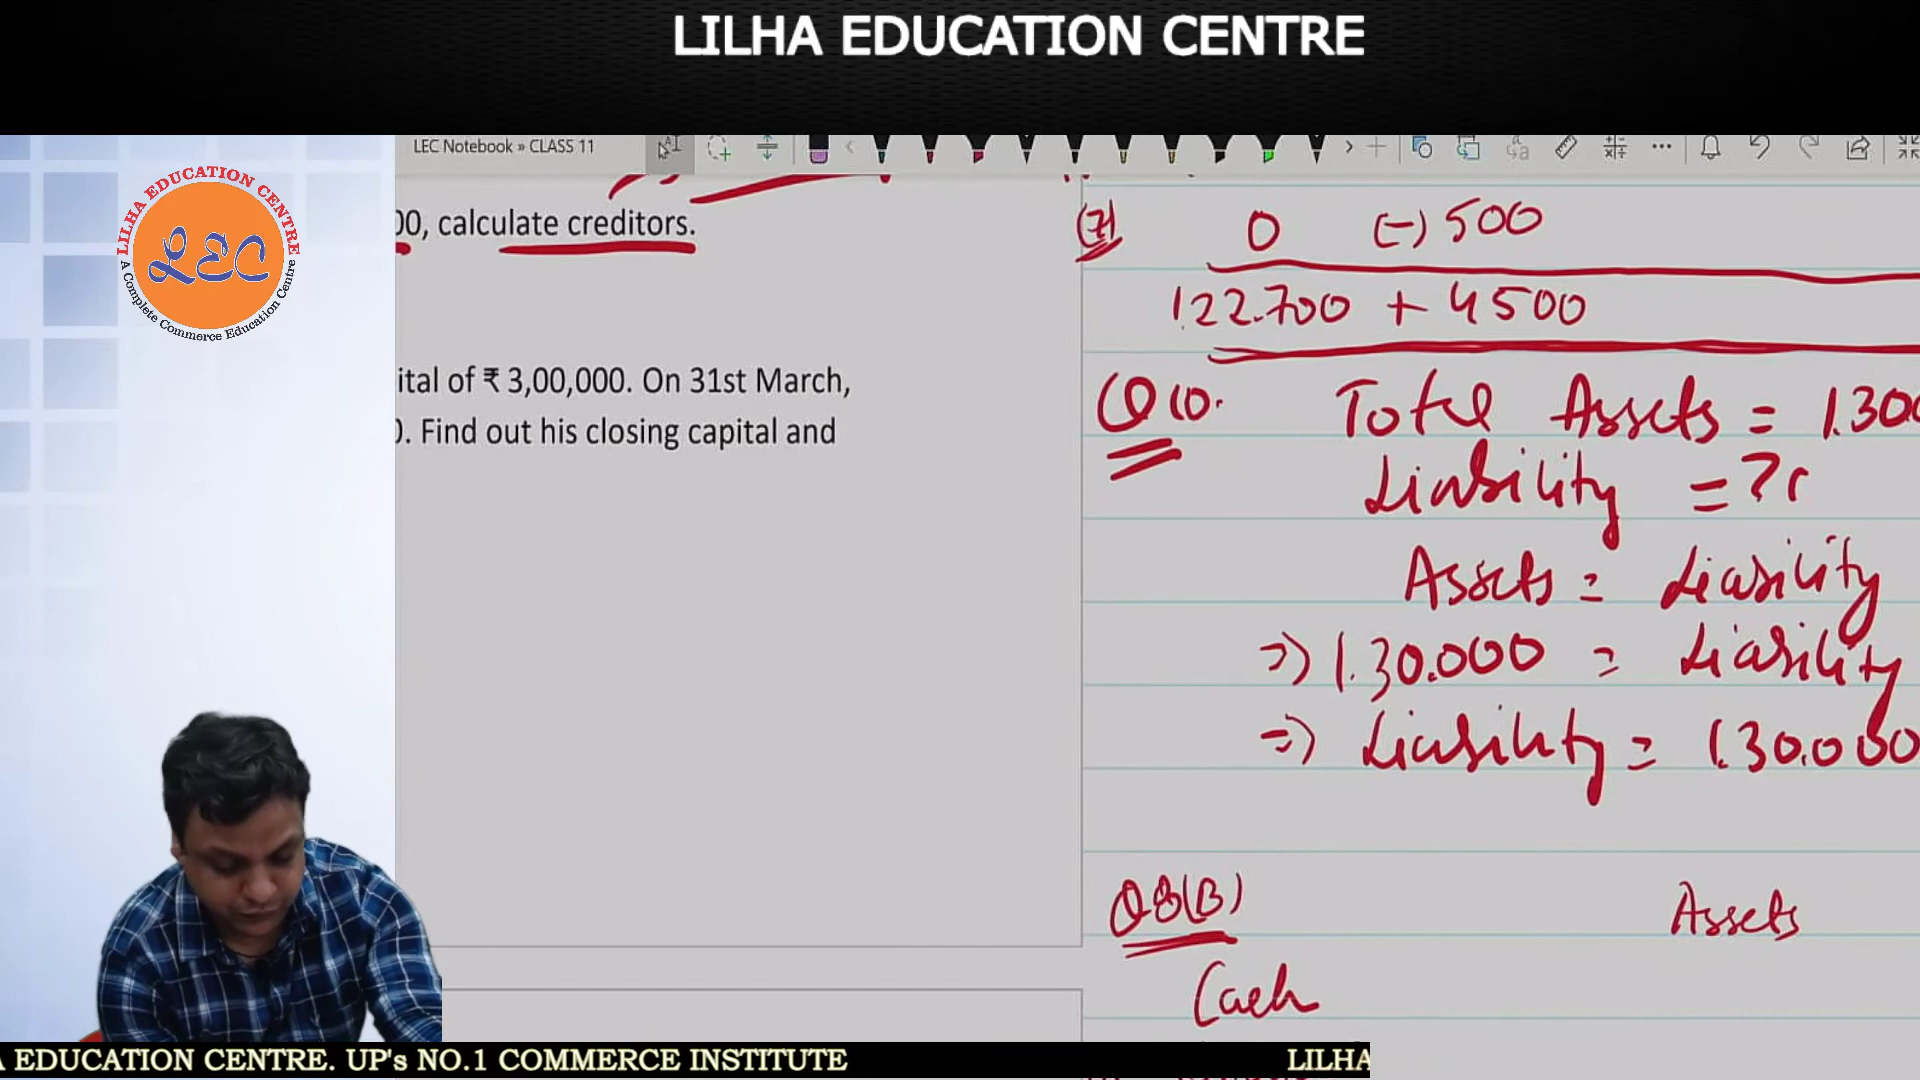 LILHA EDUCATION CENTRE
LILHA EDUCATION CENTRE
LEC
A Complete Commerce Education Centre
LEC Notebook » CLASS 11
00, calculate creditors.
ital of ₹ 3,00,000. On 31st March,
0. Find out his closing capital and
(7) 0 (-) 500
1.22.700 + 4500
Q10. Total Assets = 1.300
Liability = ?
Assets = Liability
⇒ 1.30.000 = Liability
⇒ Liability = 1.30.000
Q8(B) Assets
Cash
A EDUCATION CENTRE. UP's NO.1 COMMERCE INSTITUTE
LILHA